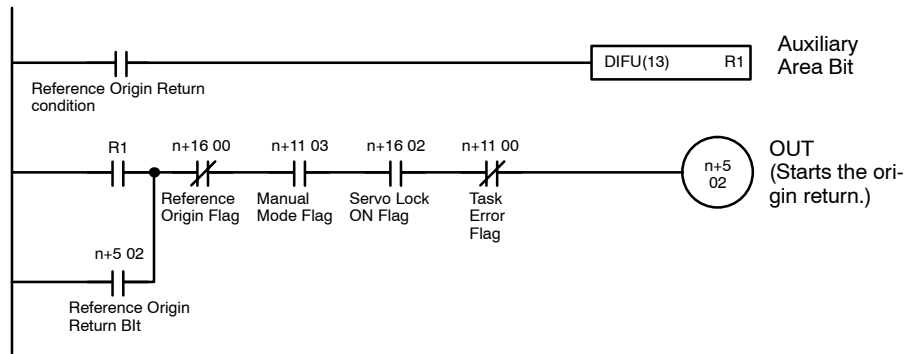 Reference Origin Return
condition
DIFU(13) R1
Auxiliary
Area Bit
R1
n+16 00
n+11 03
n+16 02
n+11 00
Reference
Origin Flag
Manual
Mode Flag
Servo Lock
ON Flag
Task
Error
Flag
n+5
02
OUT
(Starts the ori-
gin return.)
n+5 02
Reference Origin
Return BIt